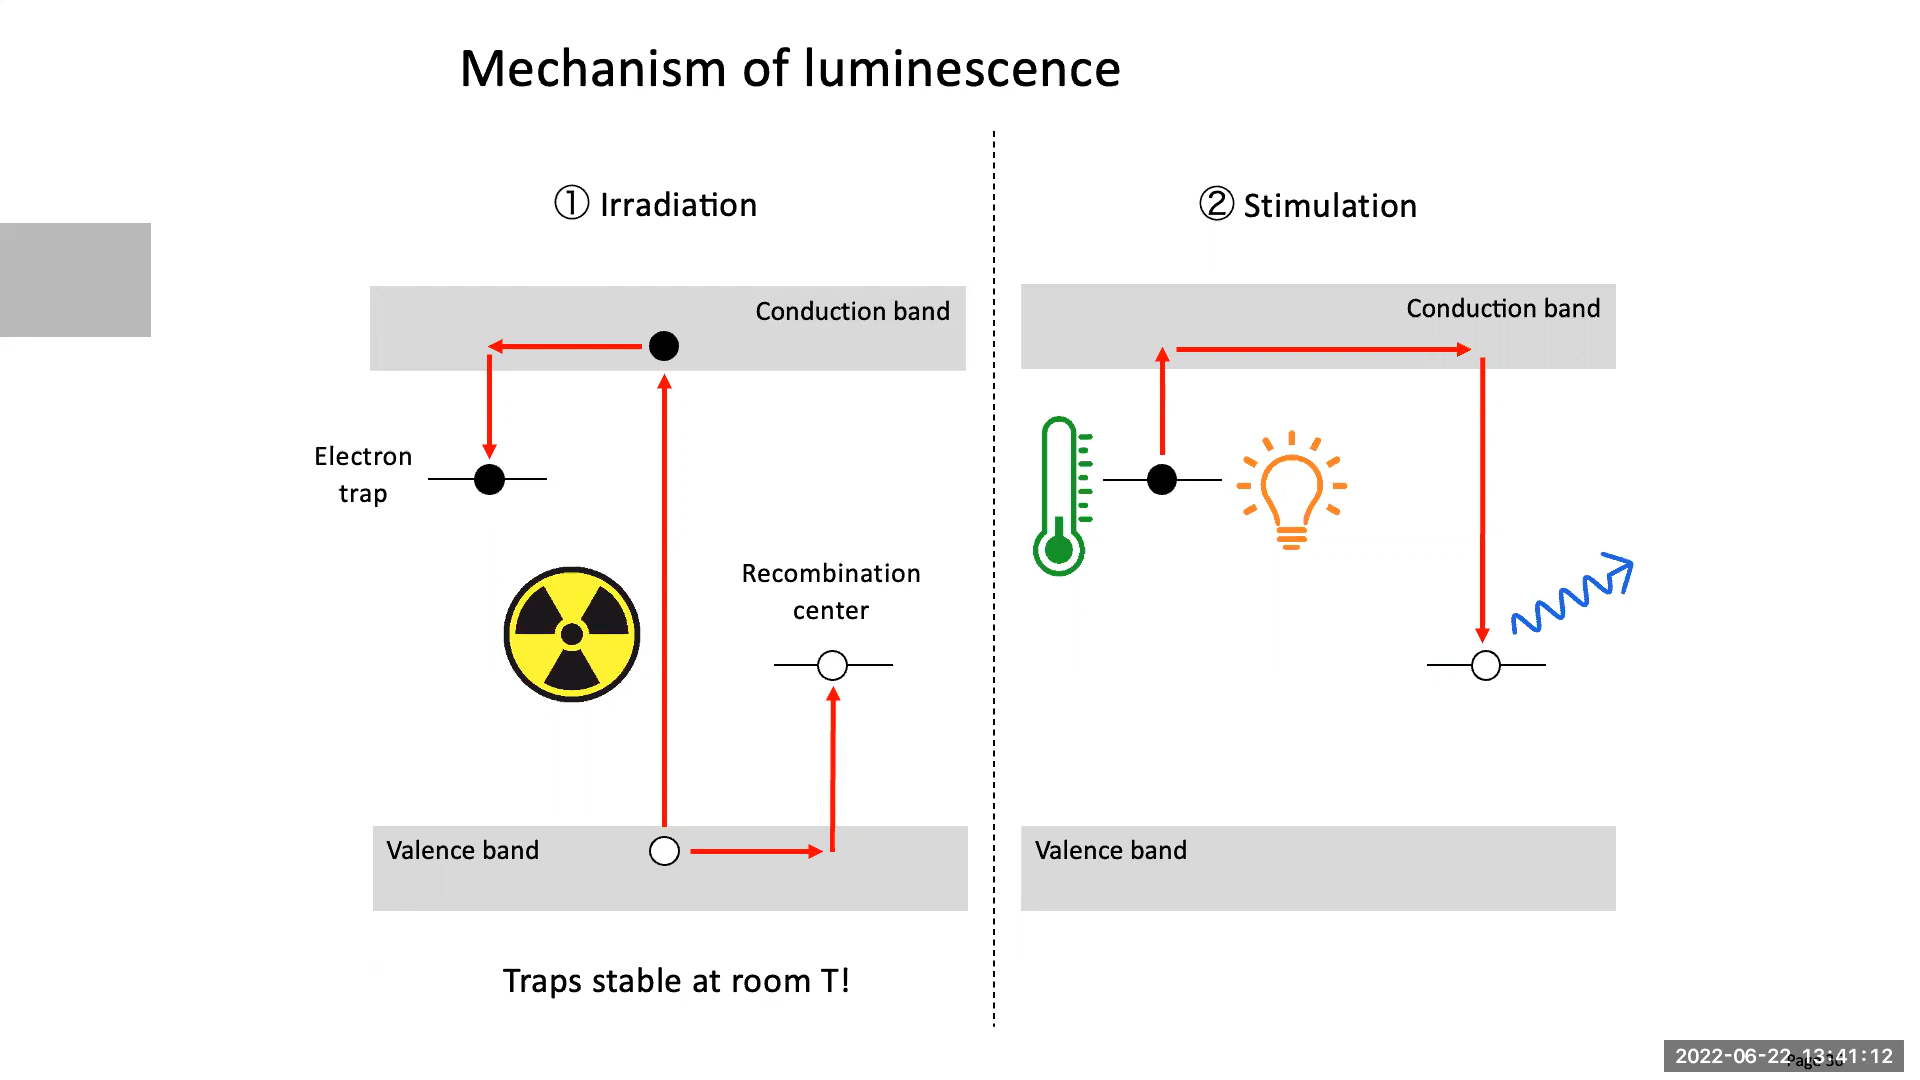 Mechanism of luminescence
① Irradiation
Conduction band
Electron
trap
Recombination
center
Valence band
Traps stable at room T!
② Stimulation
Conduction band
Valence band
2022-06-22 13:41:12
Page